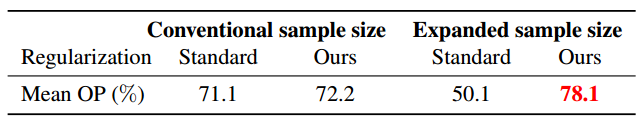 Conventional sample size Expanded sample size
Regularization Standard Ours Standard Ours
Mean OP (%) 71.1 72.2 50.1 78.1